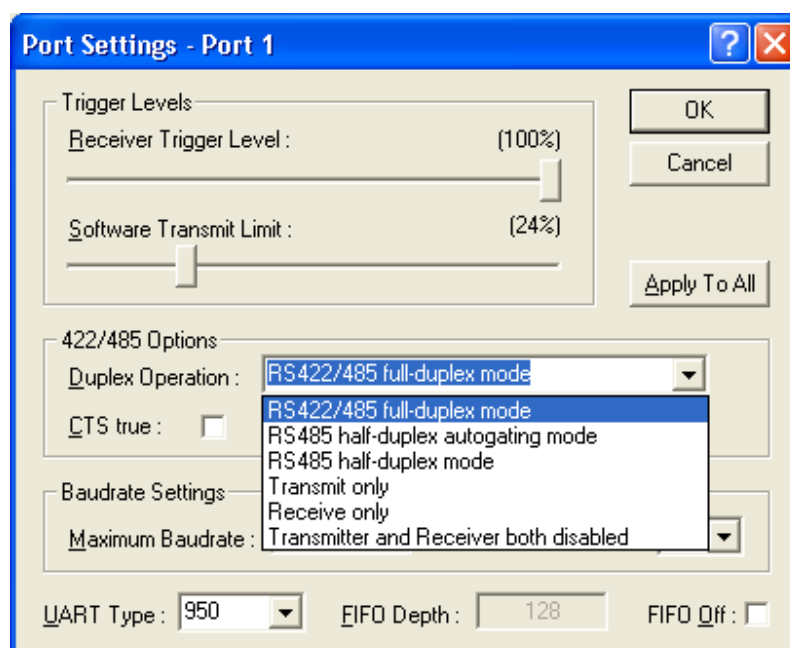 Port Settings - Port 1
Trigger Levels
Receiver Trigger Level : (100%)
OK
Cancel
Software Transmit Limit : (24%)
Apply To All
422/485 Options
Duplex Operation : RS422/485 full-duplex mode
RS422/485 full-duplex mode
CTS true :
RS485 half-duplex autogating mode
RS485 half-duplex mode
Transmit only
Receive only
Transmitter and Receiver both disabled
Baudrate Settings
Maximum Baudrate :
UART Type : 950 FIFO Depth : 128 FIFO Off :